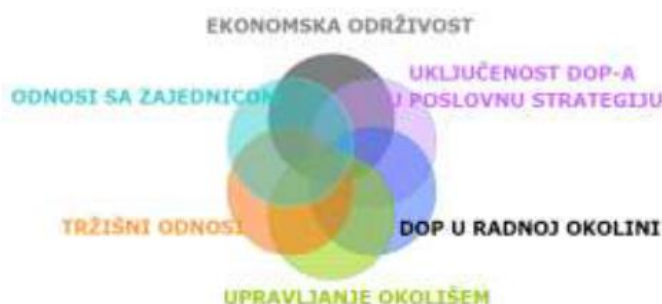 EKONOMSKA ODRŽIVOST
UKLJUČENOST DOP-A
U POSLOVNU STRATEGIJU
ODNOSI SA ZAJEDNICOM
TRŽIŠNI ODNOSI
DOP U RADNOJ OKOLINI
UPRAVLJANJE OKOLIŠEM